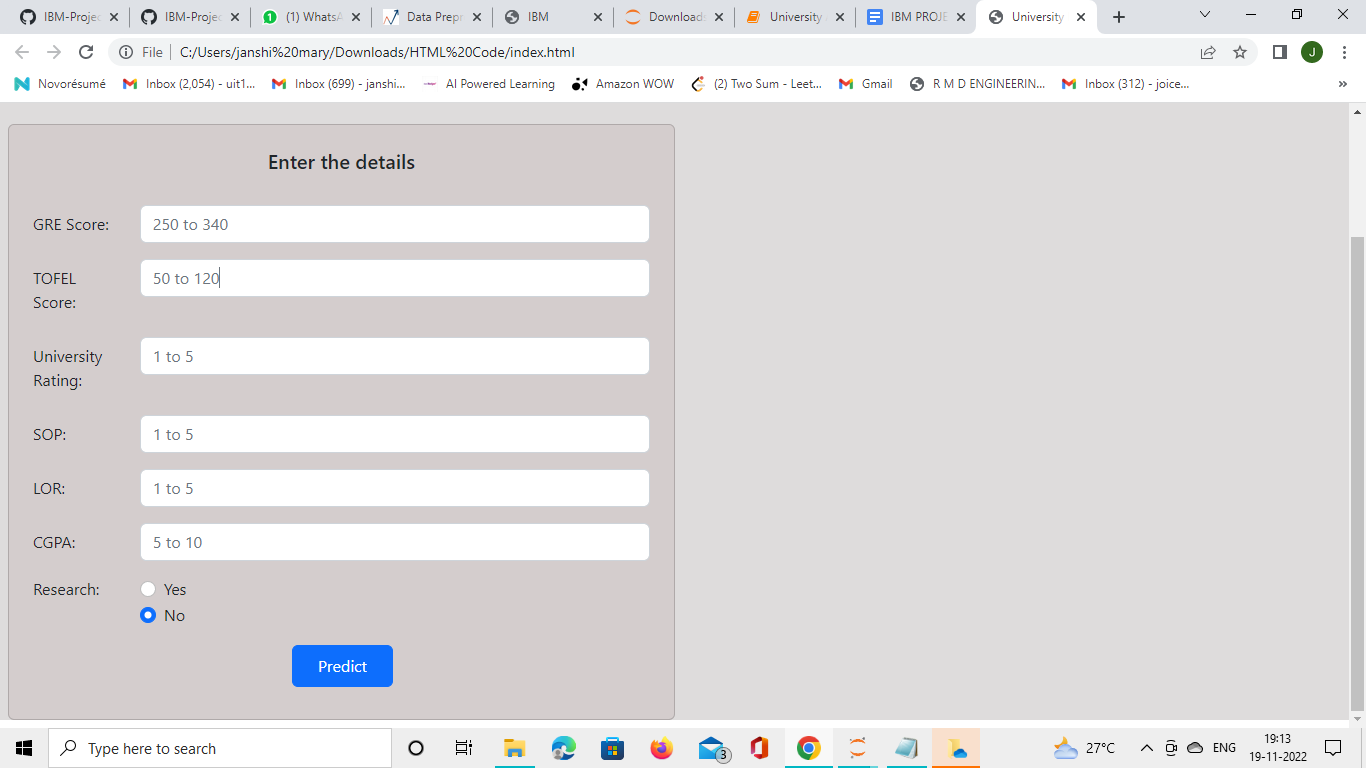 IBM-Projec
IBM-Projec
(1) WhatsA
Data Prepr
IBM
Downloads
University A
IBM PROJE
University
File
C:/Users/janshi%20mary/Downloads/HTML%20Code/index.html
J
Novorésumé
Inbox (2,054) - uit1...
Inbox (699) - janshi...
AI Powered Learning
Amazon WOW
(2) Two Sum - Leet...
Gmail
R M D ENGINEERIN...
Inbox (312) - joice...
»
Enter the details
GRE Score:
250 to 340
TOFEL
Score:
50 to 120
University
Rating:
1 to 5
SOP:
1 to 5
LOR:
1 to 5
CGPA:
5 to 10
Research:
Yes
No
Predict
Type here to search
3
27°C
ENG
19:13
19-11-2022